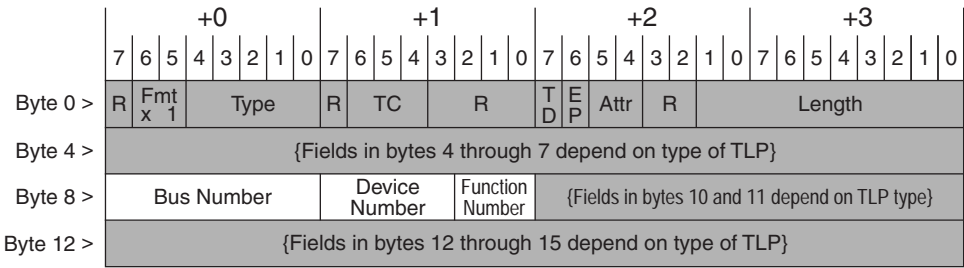 +0 +1 +2 +3
7 6 5 4 3 2 1 0 7 6 5 4 3 2 1 0 7 6 5 4 3 2 1 0 7 6 5 4 3 2 1 0
Byte 0 > R Fmt x 1 Type R TC R TD EP Attr R Length
Byte 4 > {Fields in bytes 4 through 7 depend on type of TLP}
Byte 8 > Bus Number Device Number Function Number {Fields in bytes 10 and 11 depend on TLP type}
Byte 12 > {Fields in bytes 12 through 15 depend on type of TLP}